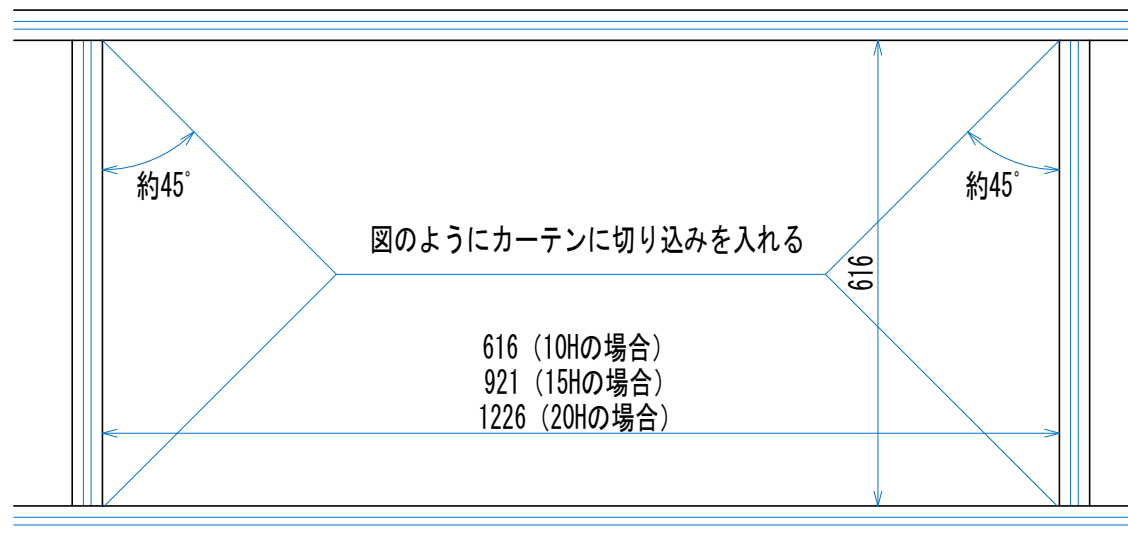 約45°
約45°
図のようにカーテンに切り込みを入れる
616
616 (10Hの場合)
921 (15Hの場合)
1226 (20Hの場合)